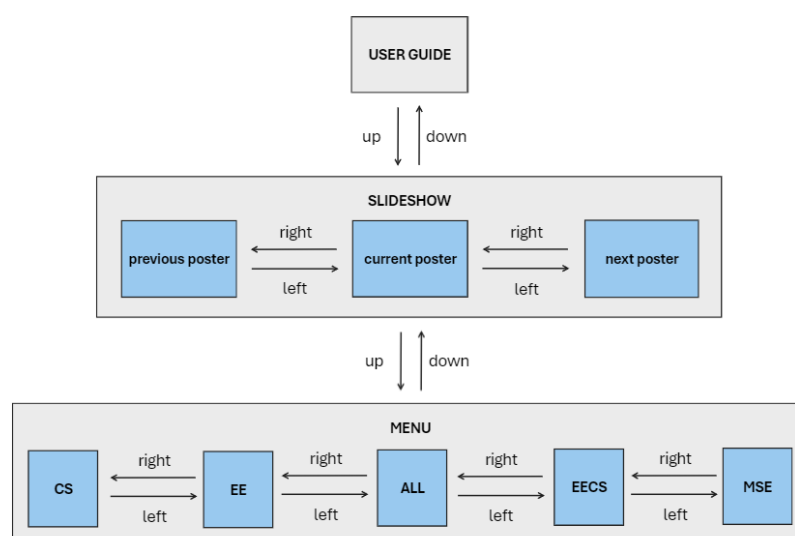 USER GUIDE
up down
SLIDESHOW
right right
previous poster current poster next poster
left left
up down
MENU
right right right right
CS EE ALL EECS MSE
left left left left